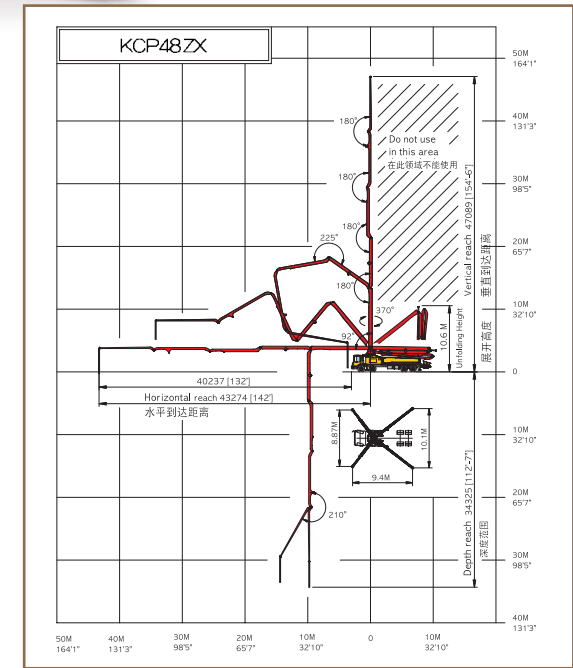 KCP48ZX
50M
164'1"
40M
131'3"
180°
Do not use
in this area
在此领域不能使用
180°
30M
98'5"
180°
225°
20M
65'7"
Vertical reach 47089 [154'-6"]
垂直到达距离
180°
370°
10M
32'10"
10.6 M
Unfolding Height
展开高度
92°
0
40237 [132']
Horizontal reach 43274 [142']
水平到达距离
8.87M
10.1M
9.4M
10M
32'10"
20M
65'7"
210°
Depth reach 34325 [112'-7"]
深度范围
30M
98'5"
40M
131'3"
50M 40M 30M 20M 10M 0 10M
164'1" 131'3" 98'5" 65'7" 32'10" 32'10"